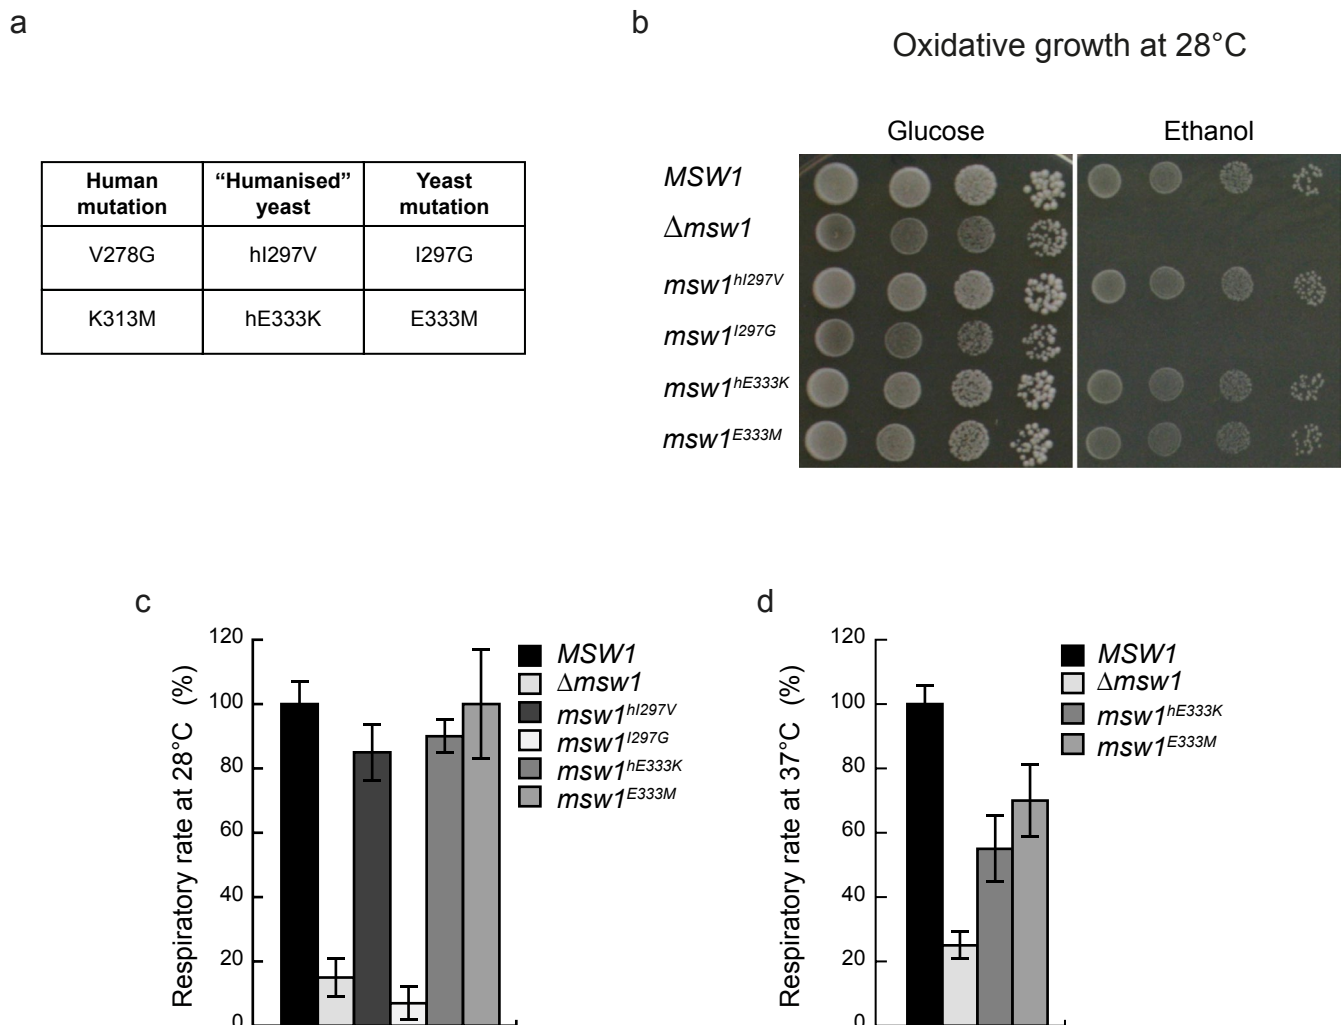 a
Human mutation
"Humanised" yeast
Yeast mutation
V278G hI297V I297G
K313M hE333K E333M
b
Oxidative growth at 28°C
Glucose Ethanol
MSW1
Δmsw1
msw1hI297V
msw1I297G
msw1hE333K
msw1E333M
c
Respiratory rate at 28°C (%)
120
100
80
60
40
20
0
MSW1
Δmsw1
msw1hI297V
msw1I297G
msw1hE333K
msw1E333M
d
Respiratory rate at 37°C (%)
120
100
80
60
40
20
0
MSW1
Δmsw1
msw1hE333K
msw1E333M